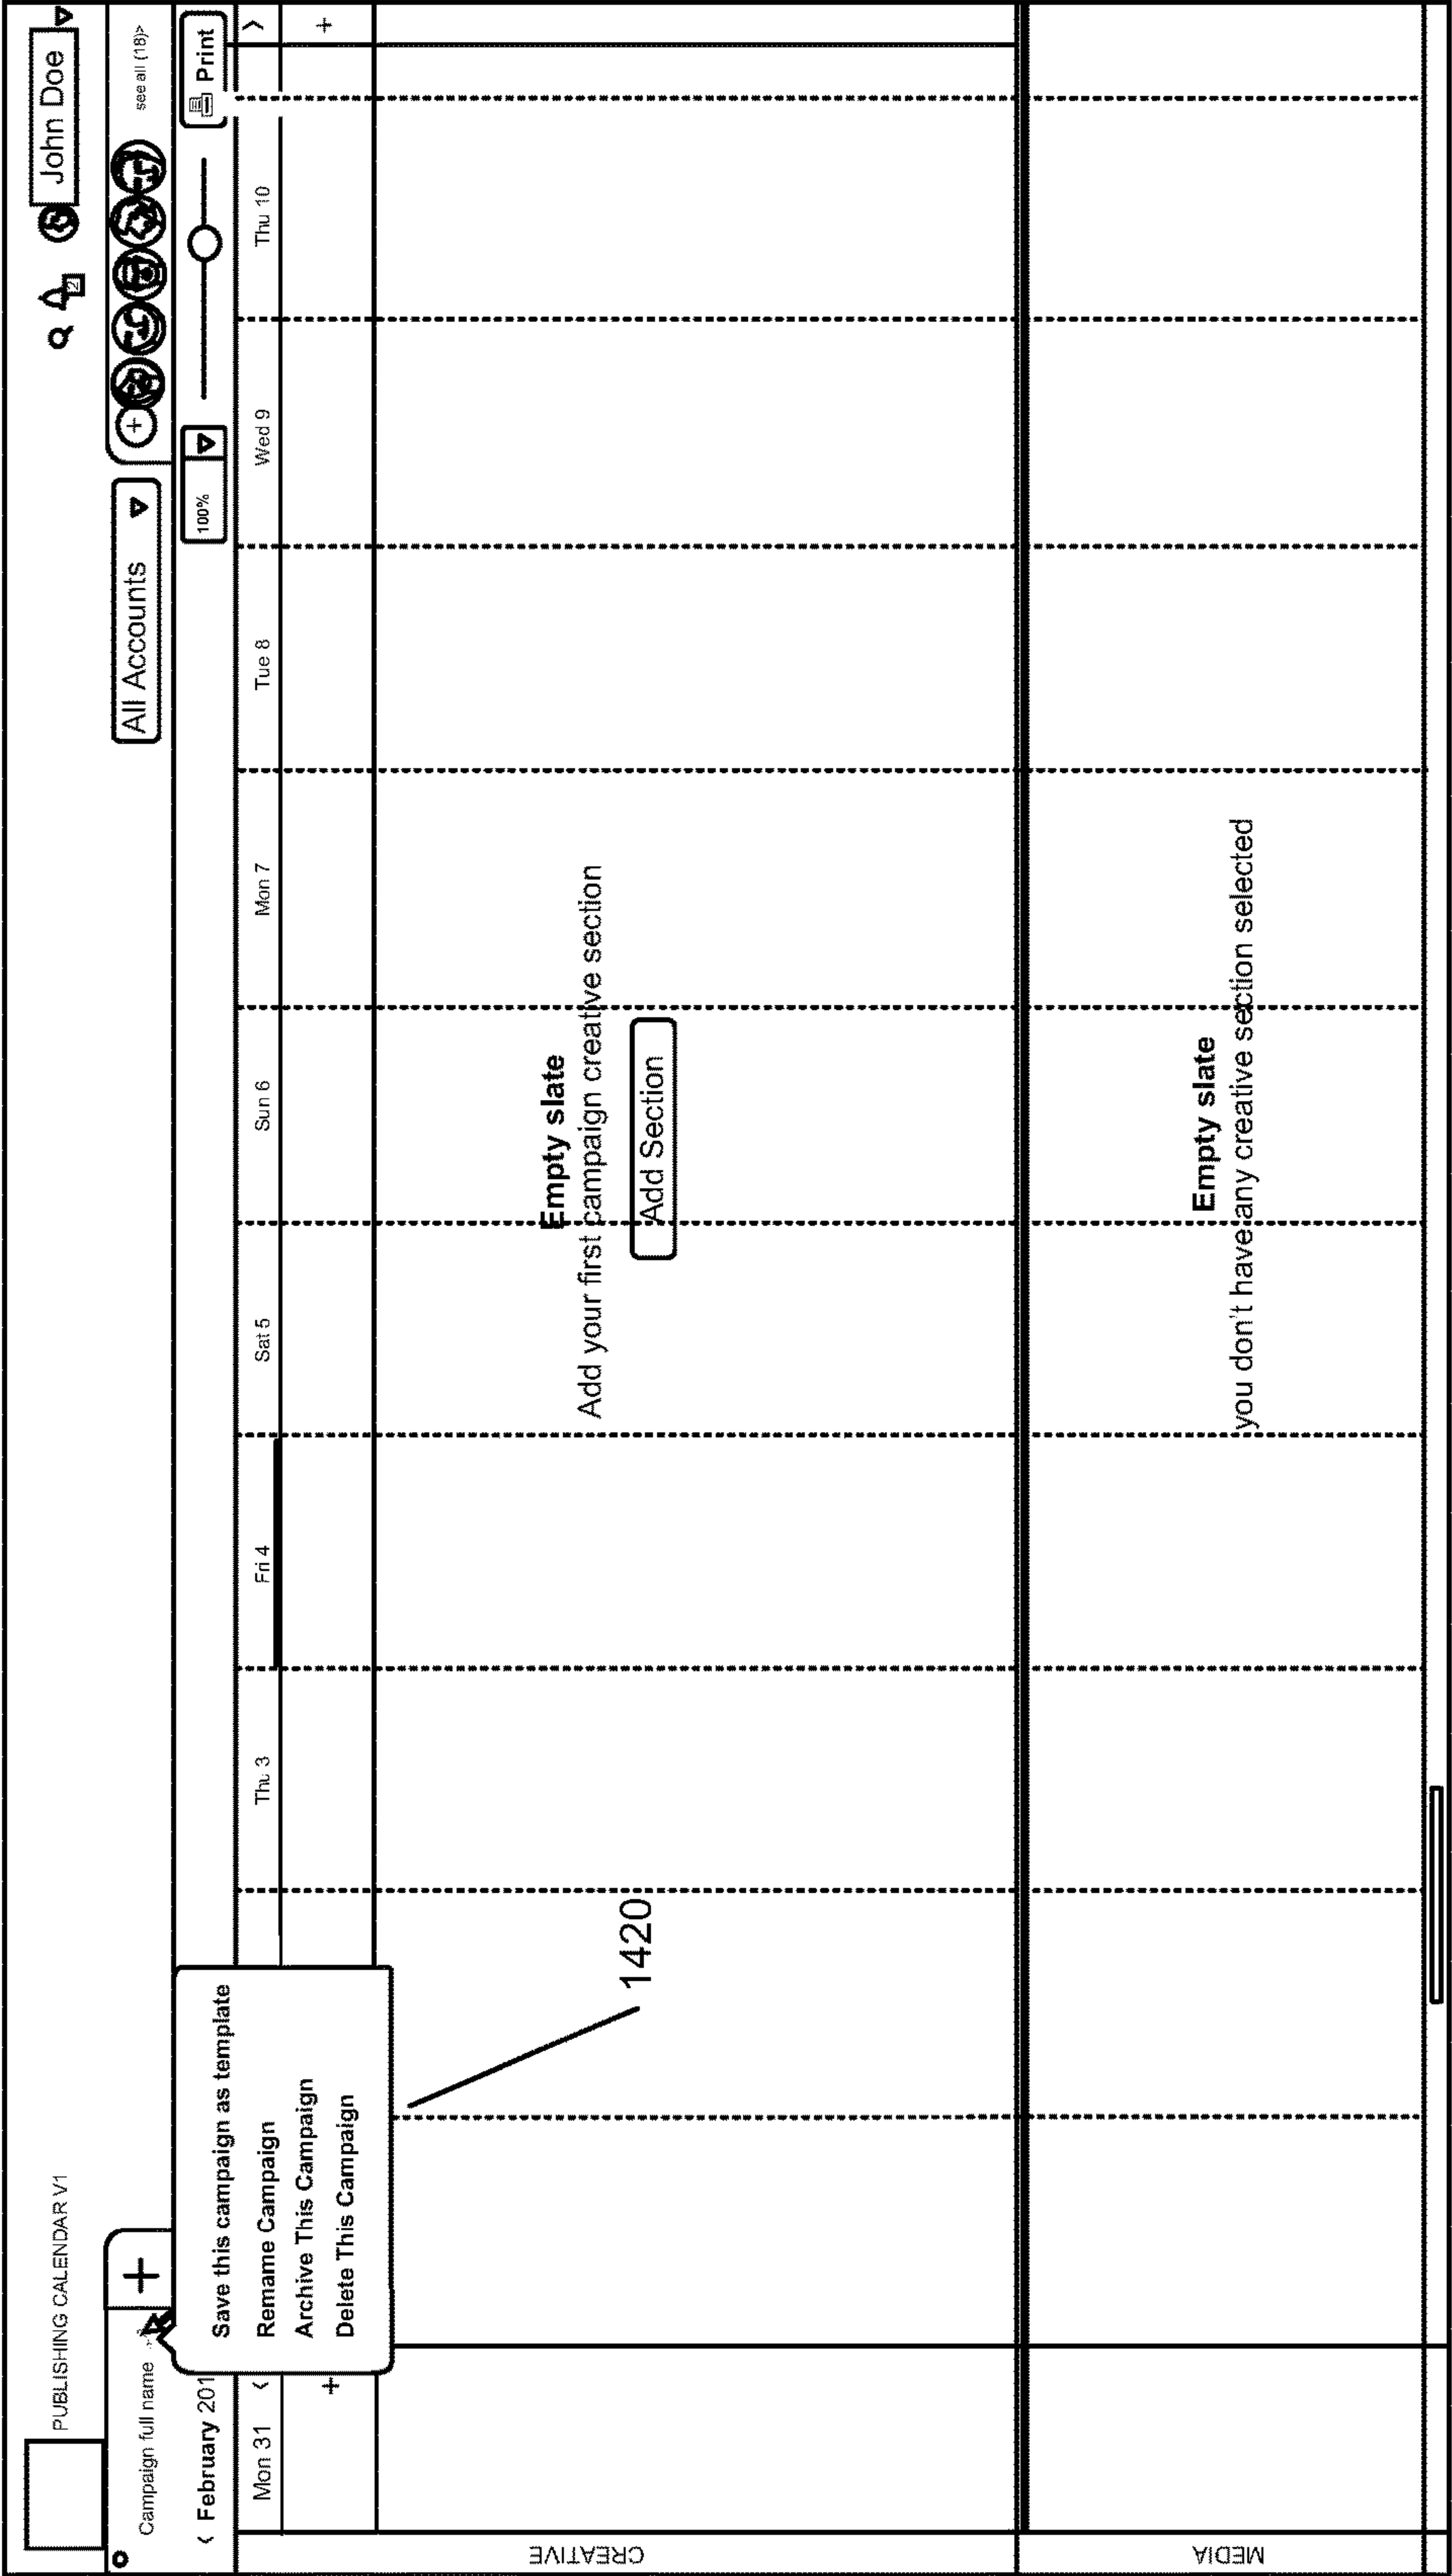 PUBLISHING CALENDAR V1
2
John Doe
Campaign full name
+
All Accounts
+
see all (18)>
< February 201
100%
Print
Mon 31
<
Thu 3
Fri 4
Sat 5
Sun 6
Mon 7
Tue 8
Wed 9
Thu 10
>
+
+
Save this campaign as template
Rename Campaign
Archive This Campaign
Delete This Campaign
1420
CREATIVE
Empty slate
Add your first campaign creative section
Add Section
MEDIA
Empty slate
you don't have any creative section selected